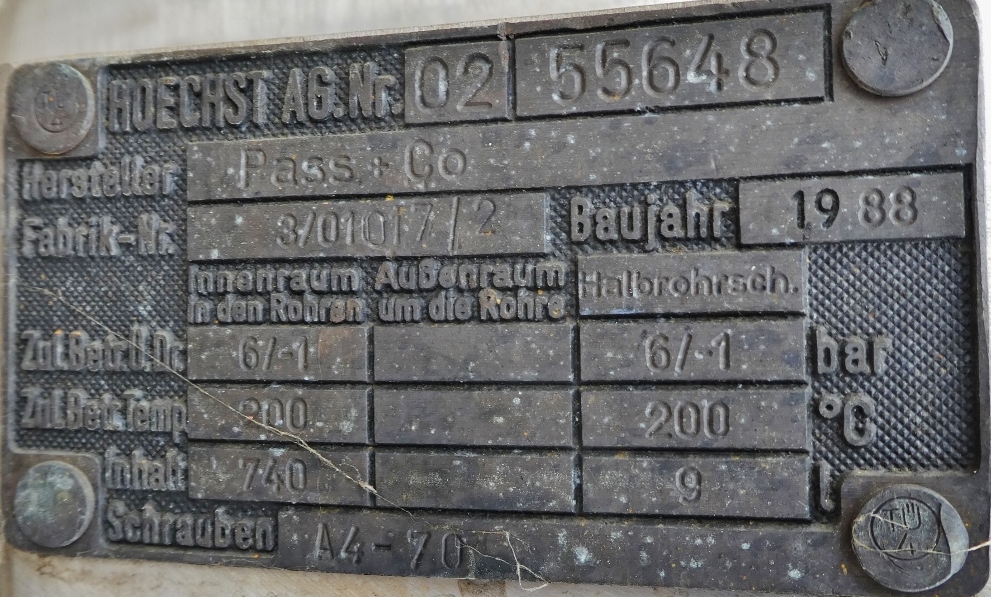 HOECHST AG.Nr. 02 55648
Hersteller Pass + Co
Fabrik-Nr. 3/01017/2 Baujahr 19 88
Innenraum in den Rohren Außenraum um die Rohre Halbrohrsch.
Zul.Betr.Ü.Dr. 6/-1 6/-1 bar
Zul.Betr.Temp. 200 200 °C
Inhalt 740 9 l
Schrauben A4-70